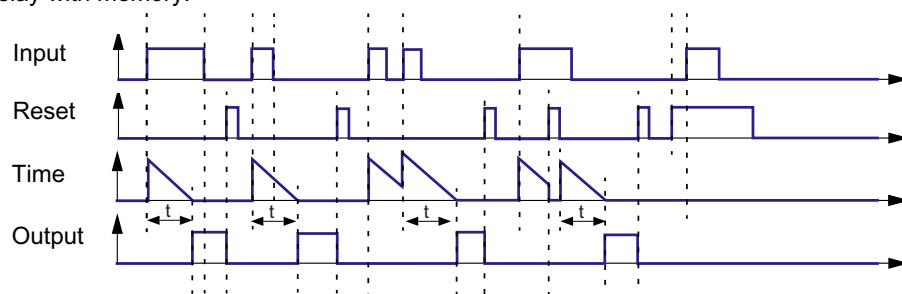 elay with memory.
Input
Reset
Time
t t t t
Output